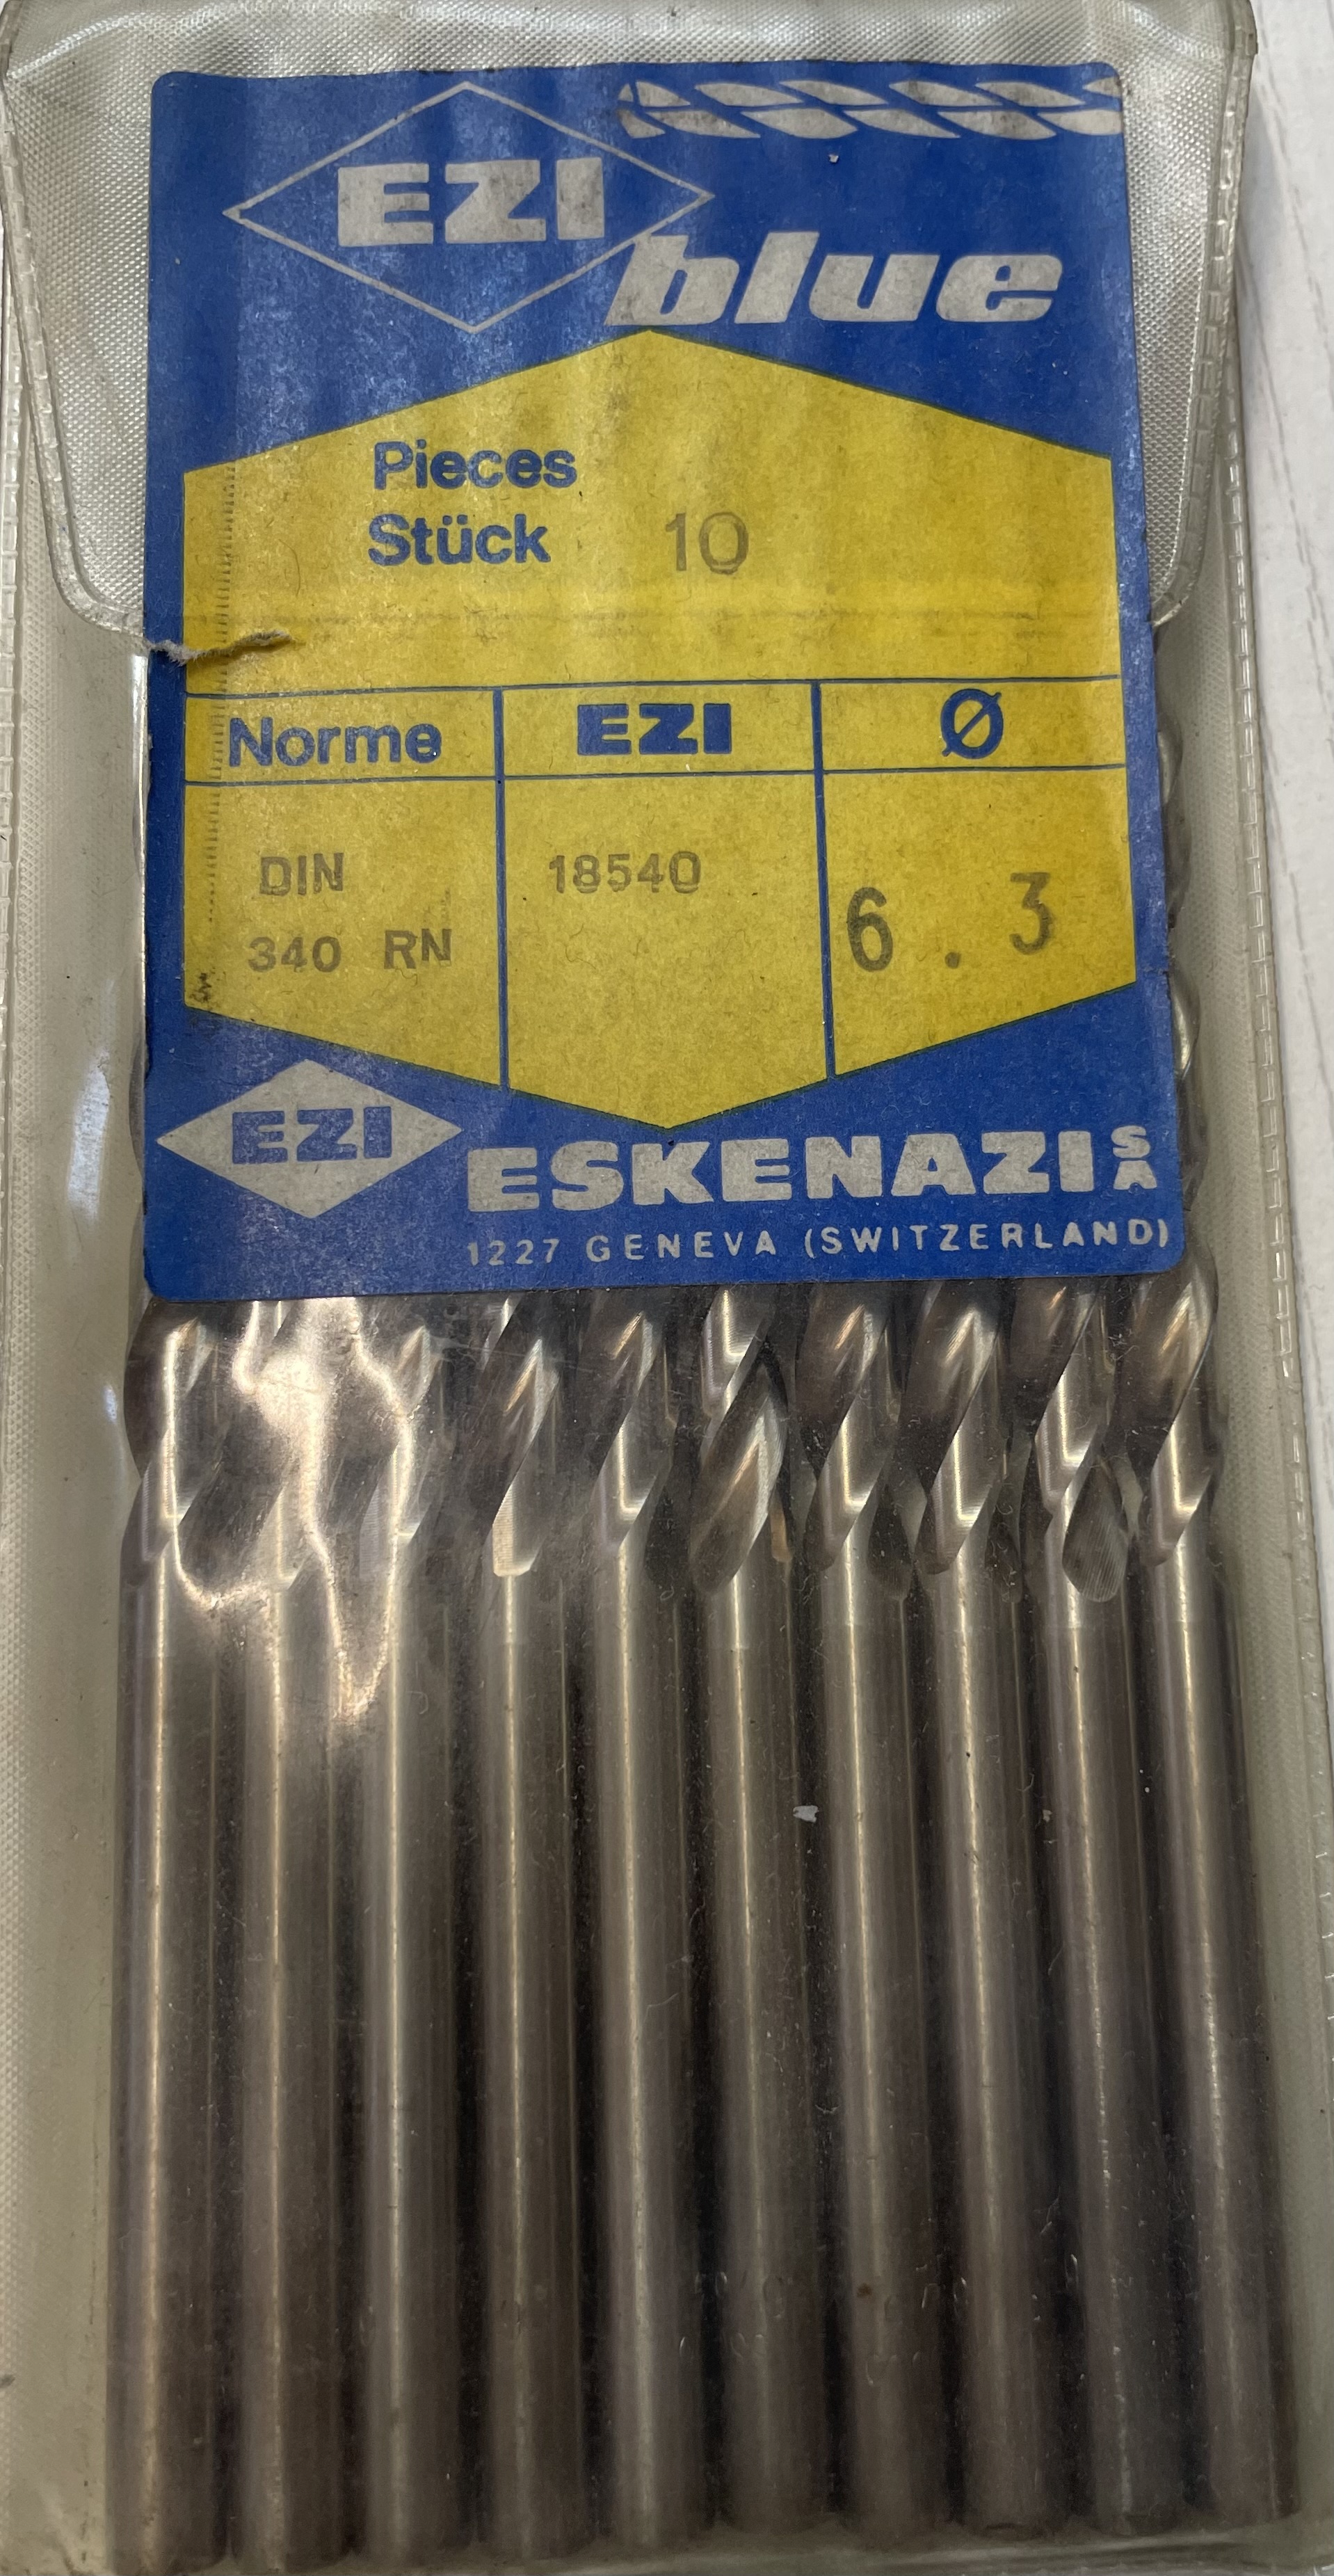 EZI
blue
Pieces
Stück 10
Norme EZI Ø
DIN 18540
340 RN 6.3
EZI ESKENAZI SA
1227 GENEVA (SWITZERLAND)